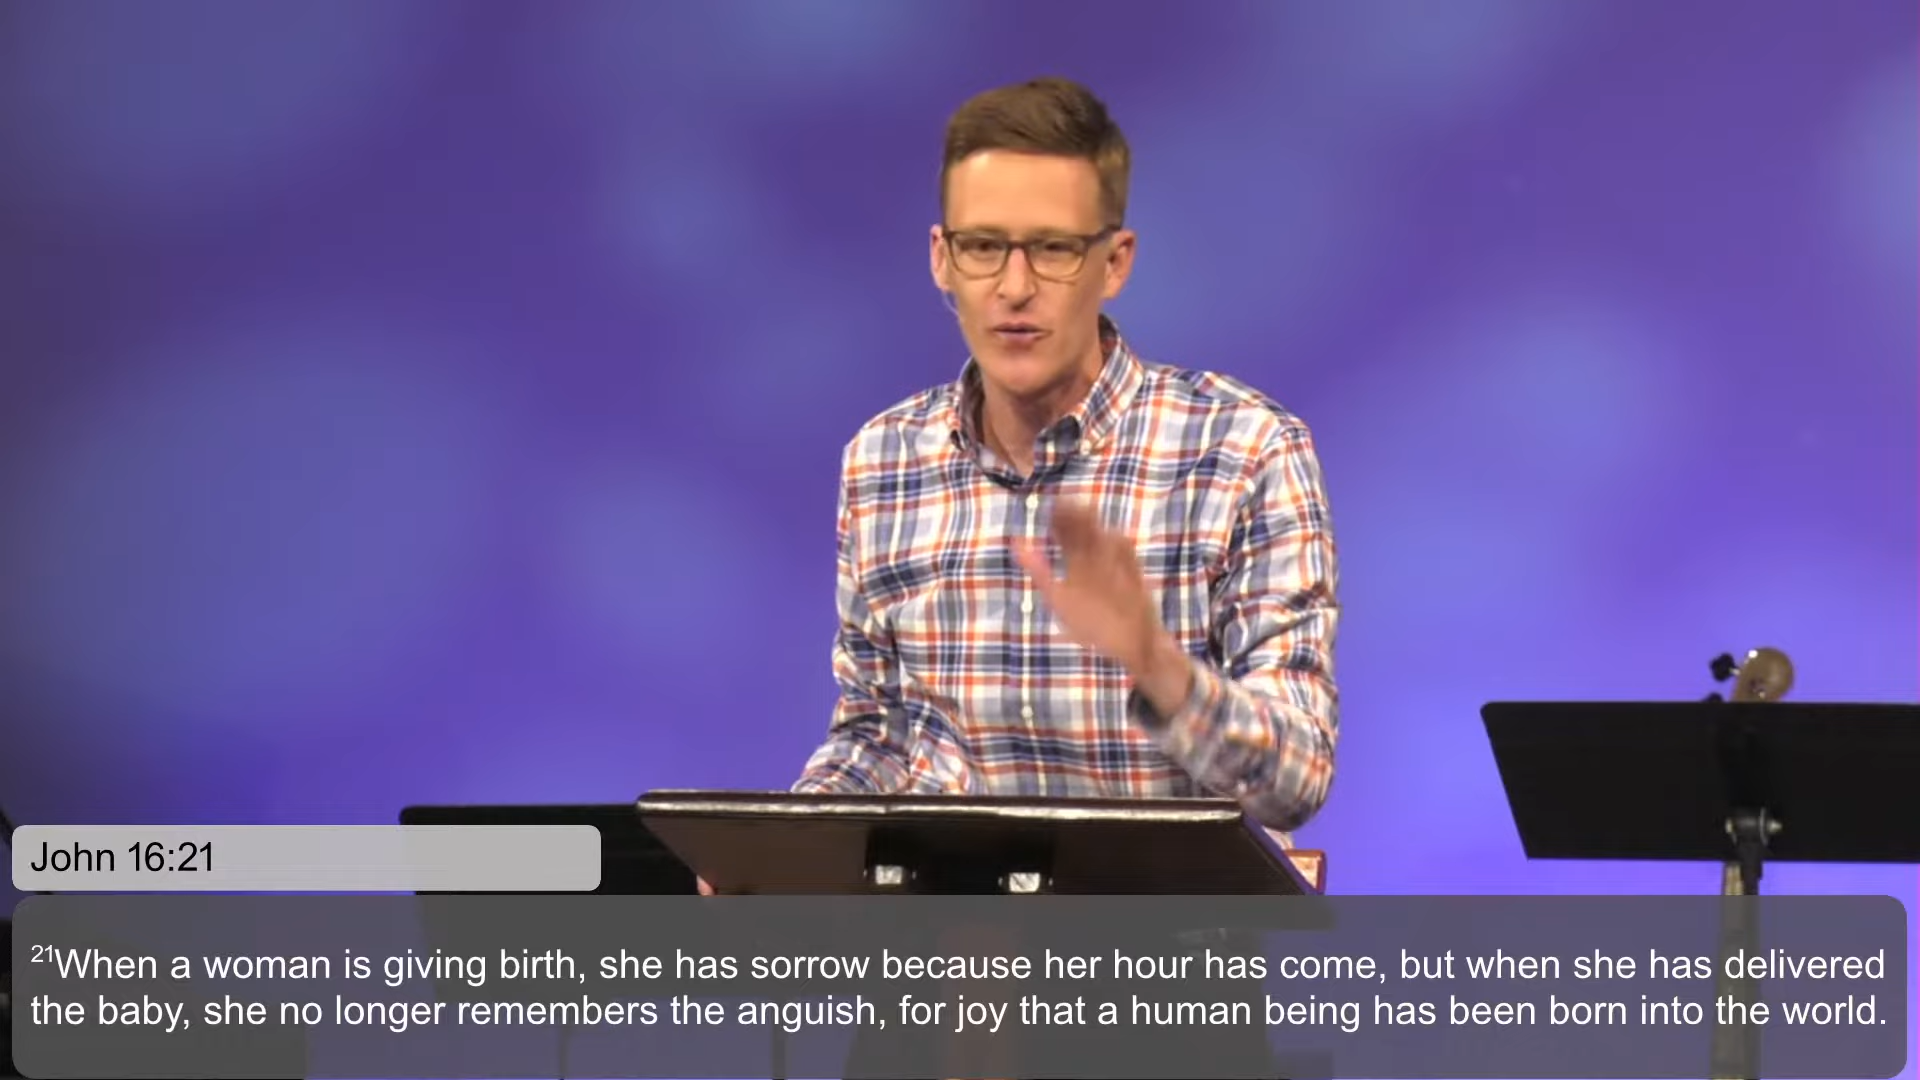 John 16:21
21When a woman is giving birth, she has sorrow because her hour has come, but when she has delivered
the baby, she no longer remembers the anguish, for joy that a human being has been born into the world.